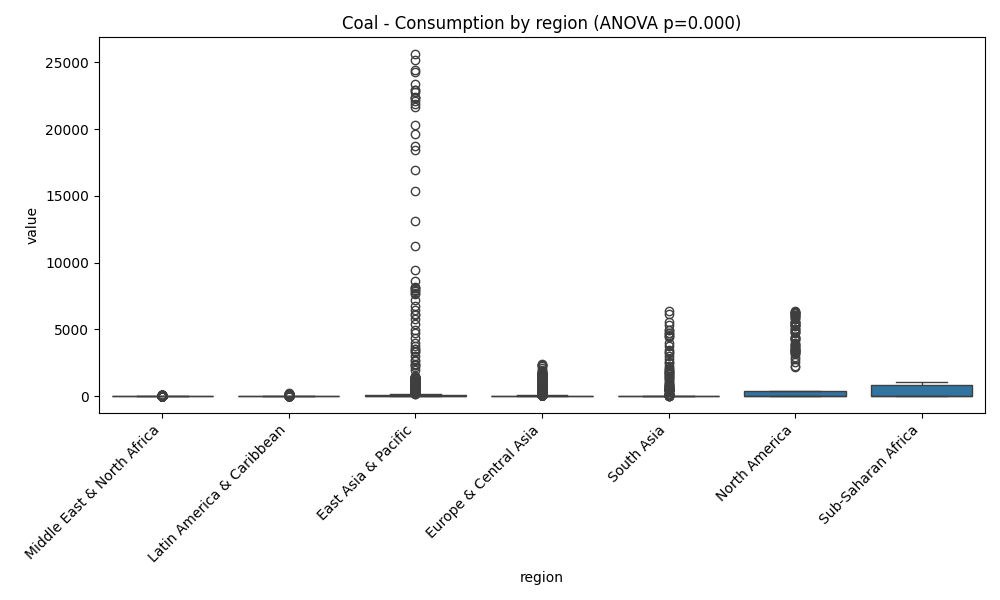 Coal - Consumption by region (ANOVA p=0.000)
value
25000
20000
15000
10000
5000
0
Middle East & North Africa
Latin America & Caribbean
East Asia & Pacific
Europe & Central Asia
South Asia
North America
Sub-Saharan Africa
region